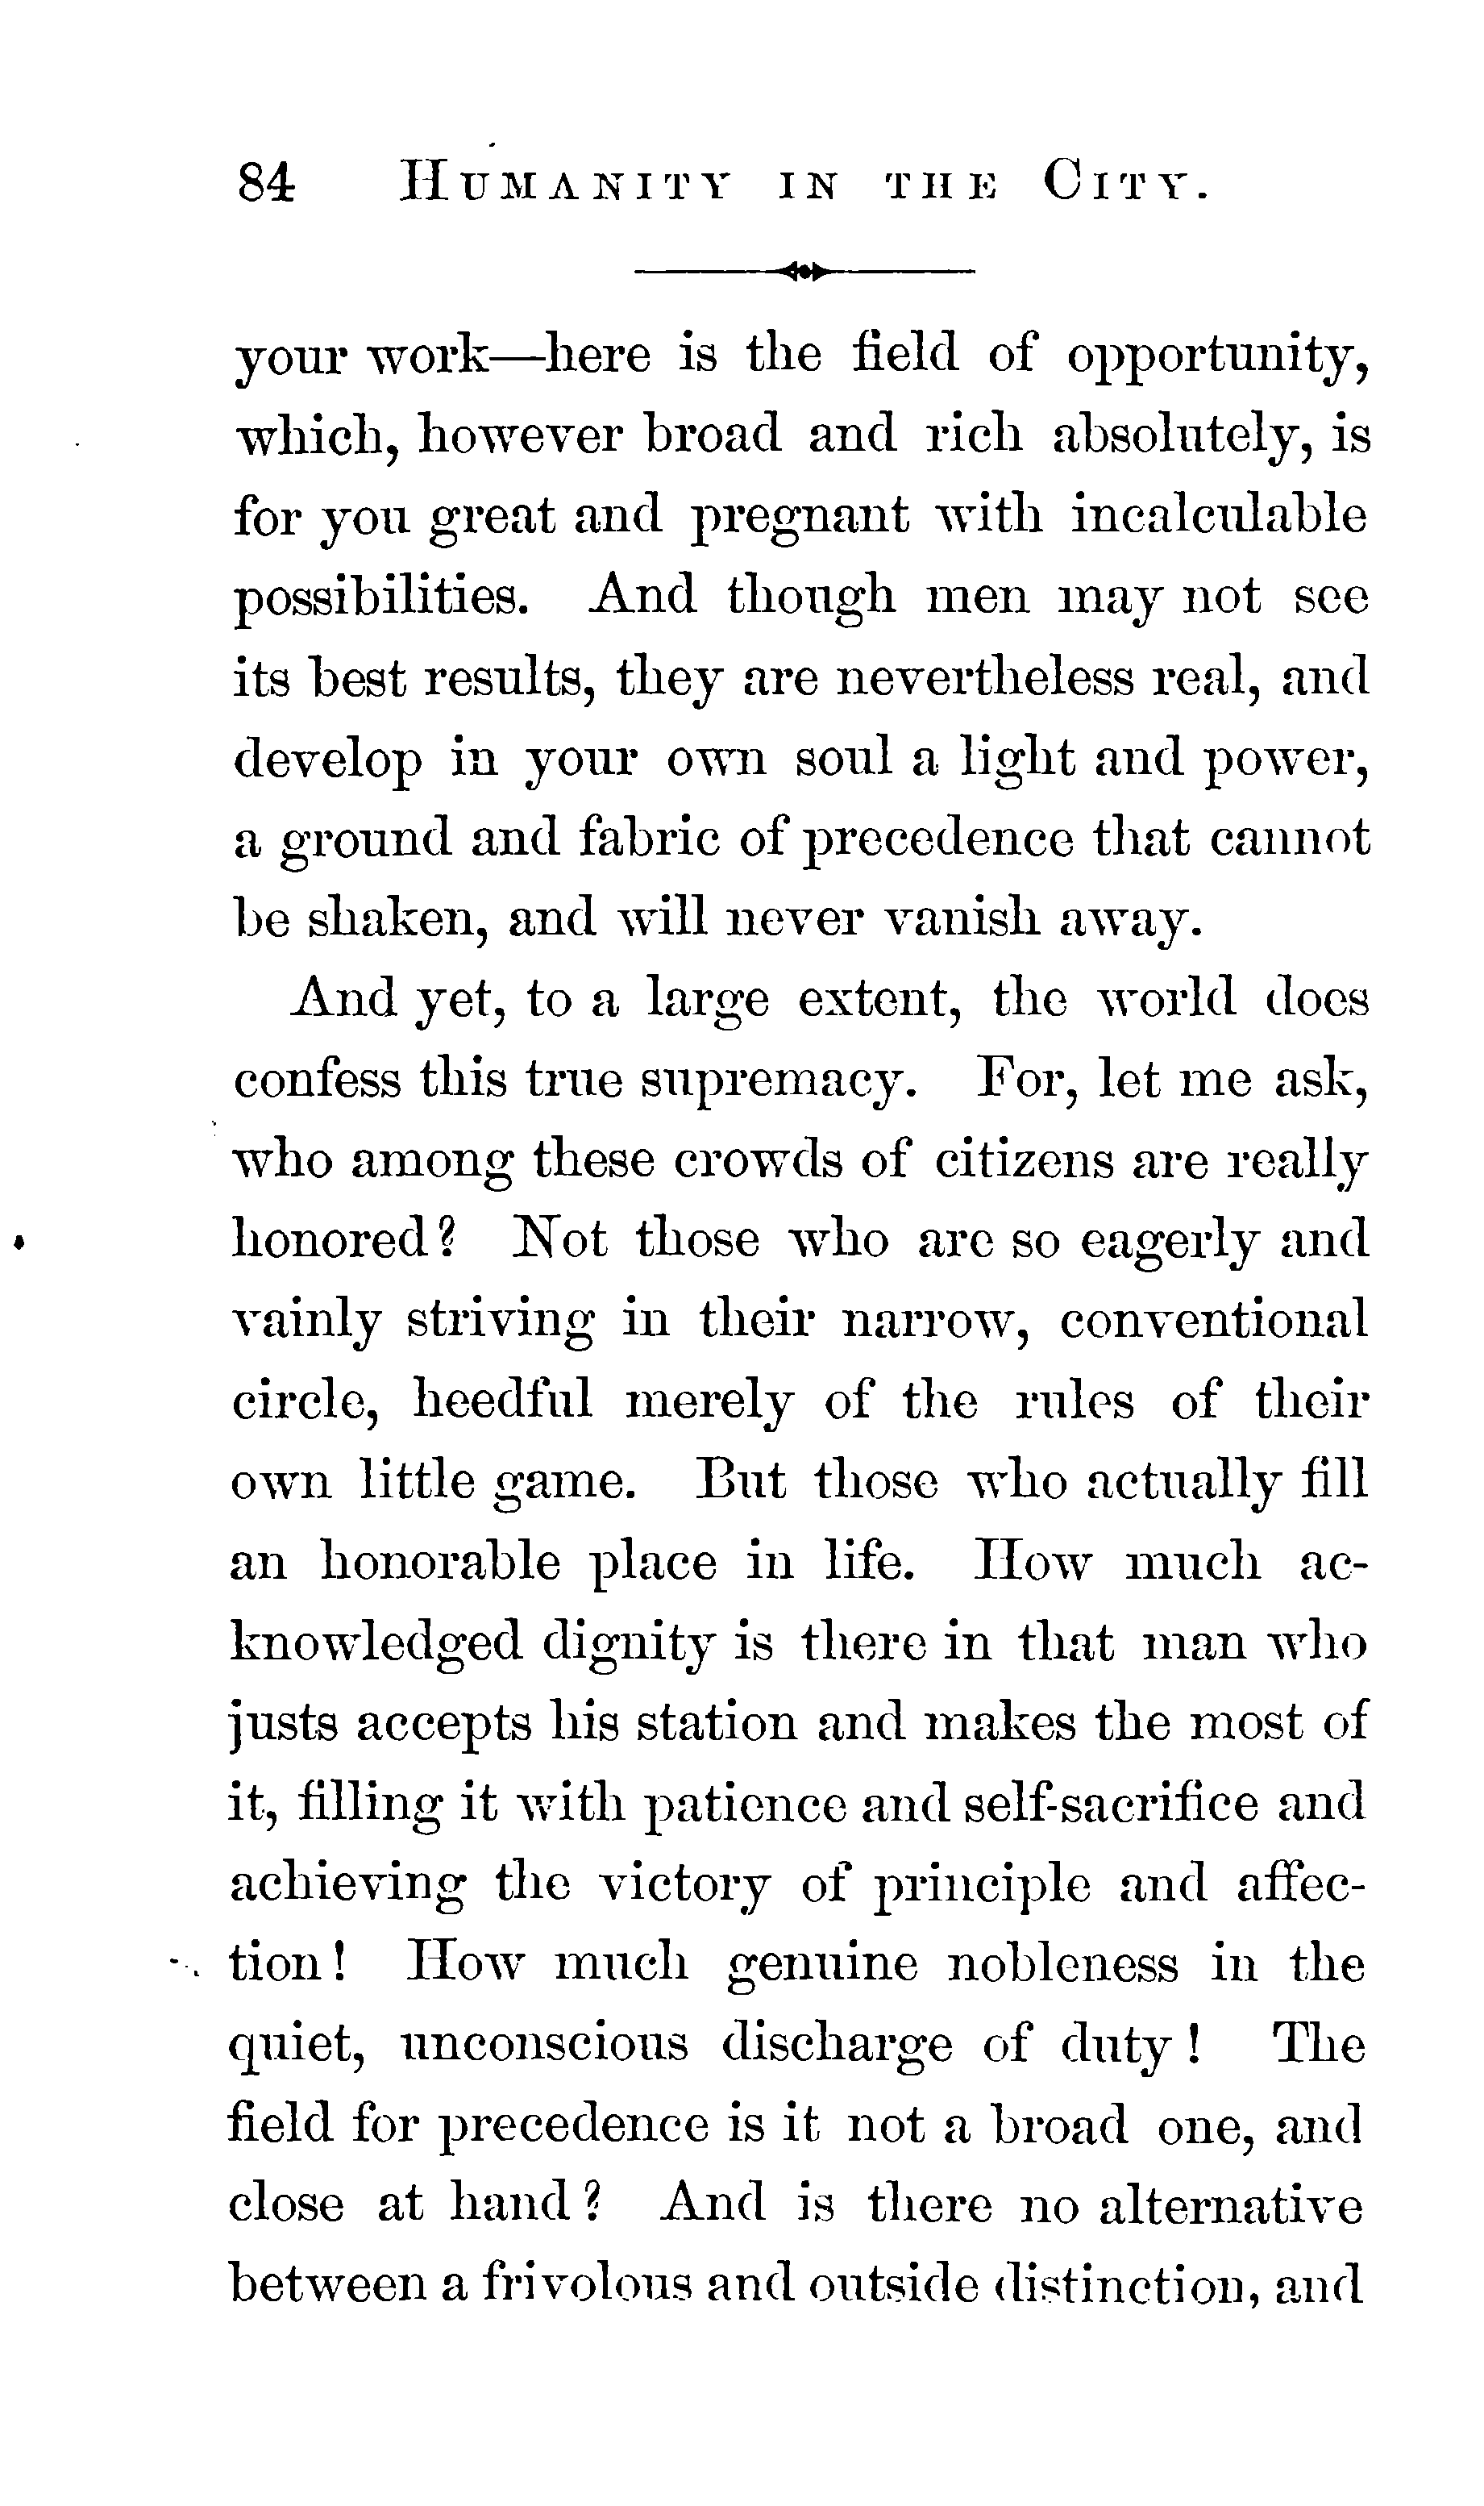 84 HUMANITY IN THE CITY.
your work—here is the field of opportunity,
which, however broad and rich absolutely, is
for you great and pregnant with incalculable
possibilities. And though men may not see
its best results, they are nevertheless real, and
develop in your own soul a light and power,
a ground and fabric of precedence that cannot
be shaken, and will never vanish away.
And yet, to a large extent, the world does
confess this true supremacy. For, let me ask,
who among these crowds of citizens are really
honored? Not those who are so eagerly and
vainly striving in their narrow, conventional
circle, heedful merely of the rules of their
own little game. But those who actually fill
an honorable place in life. How much ac-
knowledged dignity is there in that man who
justs accepts his station and makes the most of
it, filling it with patience and self-sacrifice and
achieving the victory of principle and affec-
tion! How much genuine nobleness in the
quiet, unconscious discharge of duty! The
field for precedence is it not a broad one, and
close at hand? And is there no alternative
between a frivolous and outside distinction, and